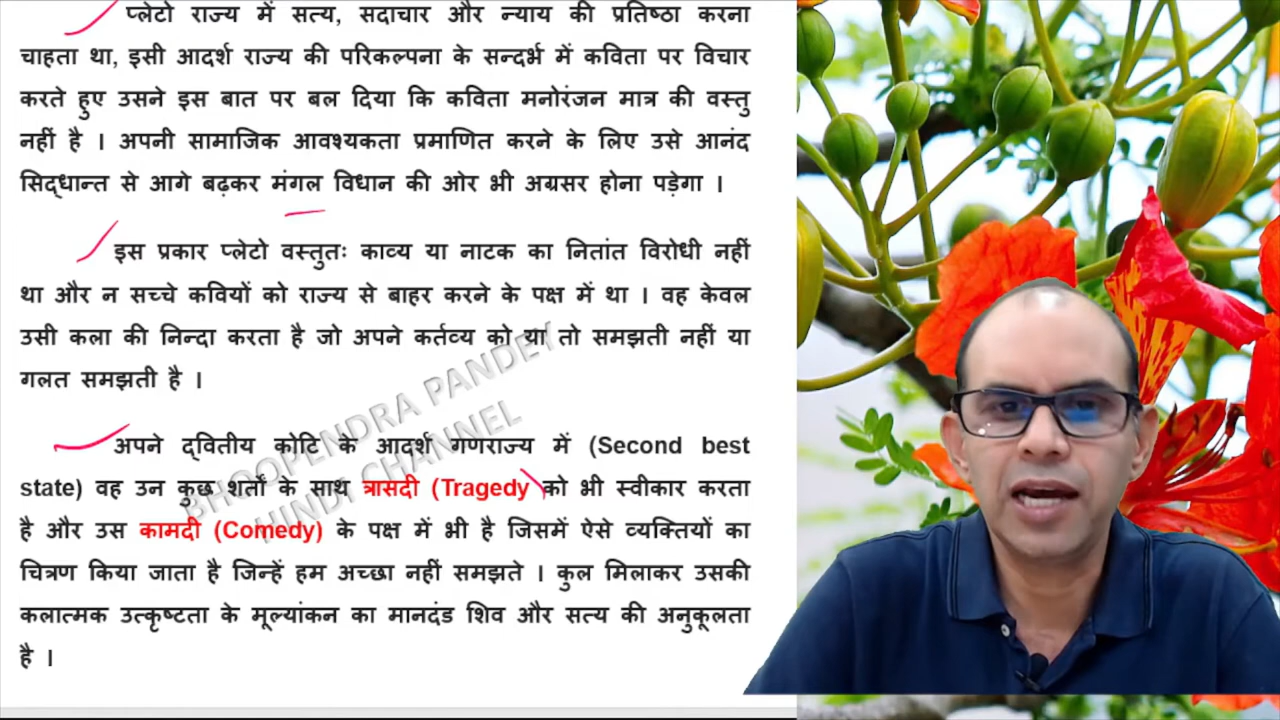 प्लेटो राज्य में सत्य, सदाचार और न्याय की प्रतिष्ठा करना
चाहता था, इसी आदर्श राज्य की परिकल्पना के सन्दर्भ में कविता पर विचार
करते हुए उसने इस बात पर बल दिया कि कविता मनोरंजन मात्र की वस्तु
नहीं है । अपनी सामाजिक आवश्यकता प्रमाणित करने के लिए उसे आनंद
सिद्धान्त से आगे बढ़कर मंगल विधान की ओर भी अग्रसर होना पड़ेगा ।
इस प्रकार प्लेटो वस्तुतः काव्य या नाटक का नितांत विरोधी नहीं
था और न सच्चे कवियों को राज्य से बाहर करने के पक्ष में था । वह केवल
उसी कला की निन्दा करता है जो अपने कर्तव्य को या तो समझती नहीं या
गलत समझती है ।
अपने द्वितीय कोटि के आदर्श गणराज्य में (Second best
state) वह उन कुछ शर्तों के साथ त्रासदी (Tragedy को भी स्वीकार करता
है और उस कामदी (Comedy) के पक्ष में भी है जिसमें ऐसे व्यक्तियों का
चित्रण किया जाता है जिन्हें हम अच्छा नहीं समझते । कुल मिलाकर उसकी
कलात्मक उत्कृष्टता के मूल्यांकन का मानदंड शिव और सत्य की अनुकूलता
है ।
BHOOPENDRA PANDEY
HINDI CHANNEL